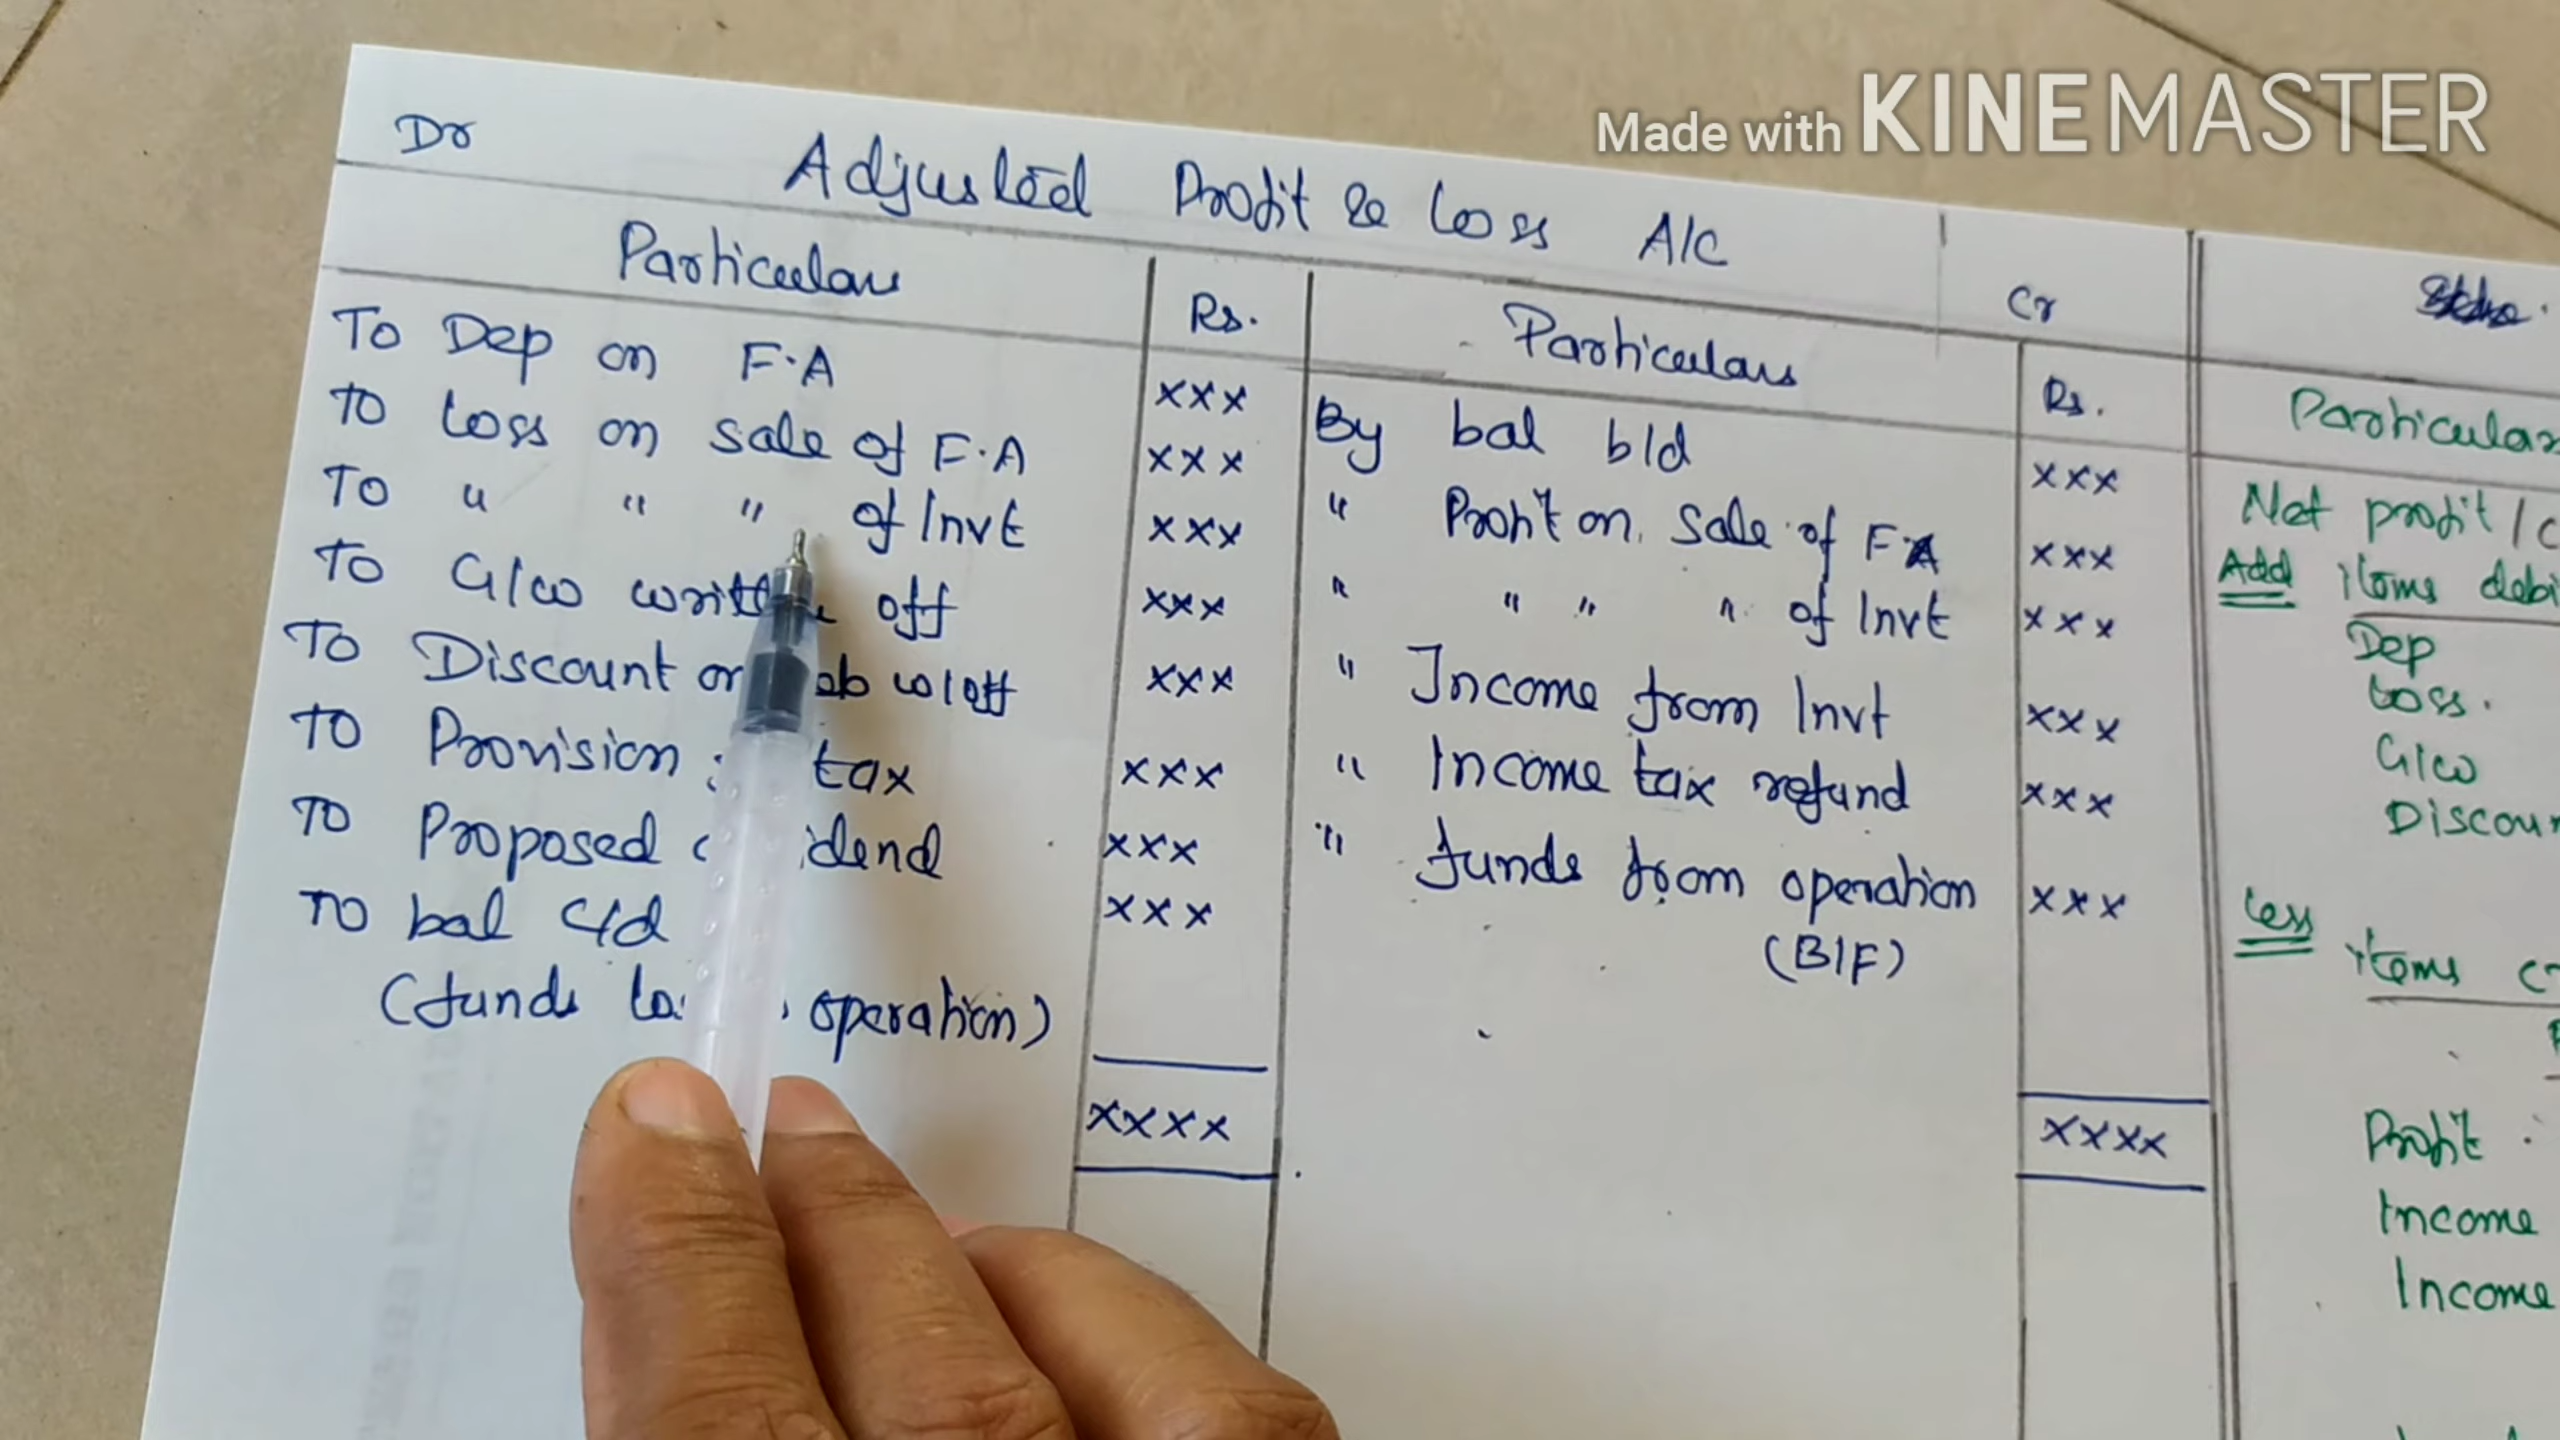 Made with KINEMASTER
Dr
Adjusted Profit & Loss A/C
Cr
Particulars Rs.
To Dep on F.A xxx
To Loss on sale of F.A xxx
To " " " of Invt xxx
To G/w off xxx
To Discount w/off xxx
To Provision tax xxx
To Proposed xxx
To bal c/d xxx
(funds operation)
xxxx
Particulars Rs.
By bal b/d xxx
" Profit on sale of FA xxx
" " " " of Invt xxx
" Income from Invt xxx
" Income tax refund xxx
" funds from operation xxx
(B/F)
xxxx
Particulars
Net profit /
Add items
Dep
Loss.
G/w
Less
items
Profit
Income
Income